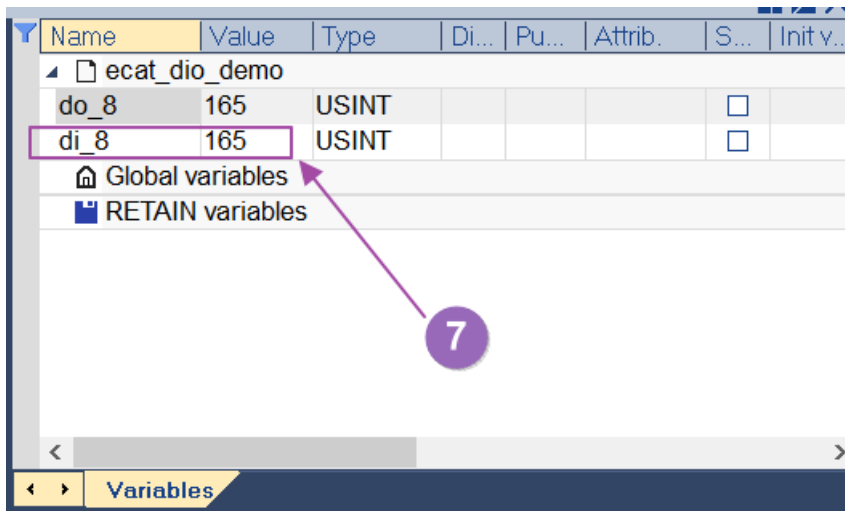 Name Value Type Di... Pu... Attrib. S... Init v...
ecat_dio_demo
do_8 165 USINT
di_8 165 USINT
Global variables
RETAIN variables
7
Variables